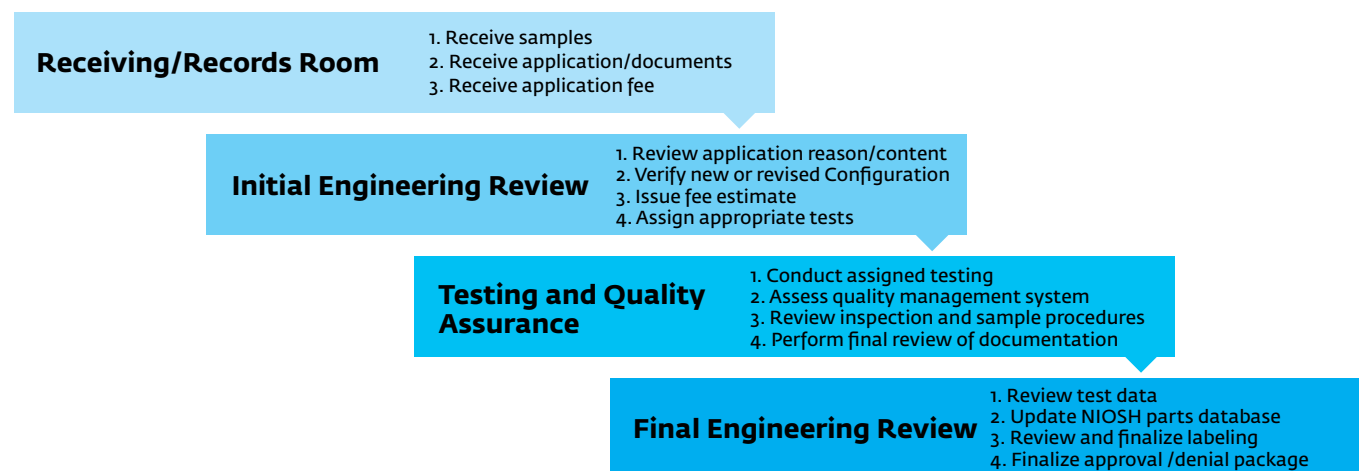 Receiving/Records Room
1. Receive samples
2. Receive application/documents
3. Receive application fee
Initial Engineering Review
1. Review application reason/content
2. Verify new or revised Configuration
3. Issue fee estimate
4. Assign appropriate tests
Testing and Quality
Assurance
1. Conduct assigned testing
2. Assess quality management system
3. Review inspection and sample procedures
4. Perform final review of documentation
Final Engineering Review
1. Review test data
2. Update NIOSH parts database
3. Review and finalize labeling
4. Finalize approval /denial package